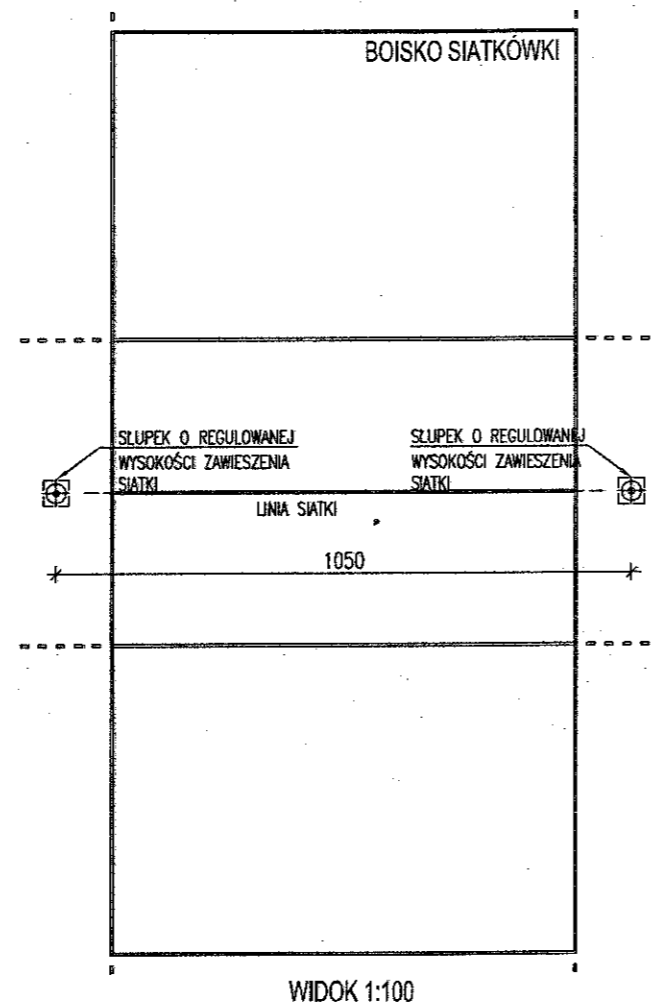 BOISKO SIATKÓWKI
SŁUPEK O REGULOWANEJ
WYSOKOŚCI ZAWIESZENIA
SIATKI
SŁUPEK O REGULOWANEJ
WYSOKOŚCI ZAWIESZENIA
SIATKI
LINIA SIATKI
1050
WIDOK 1:100